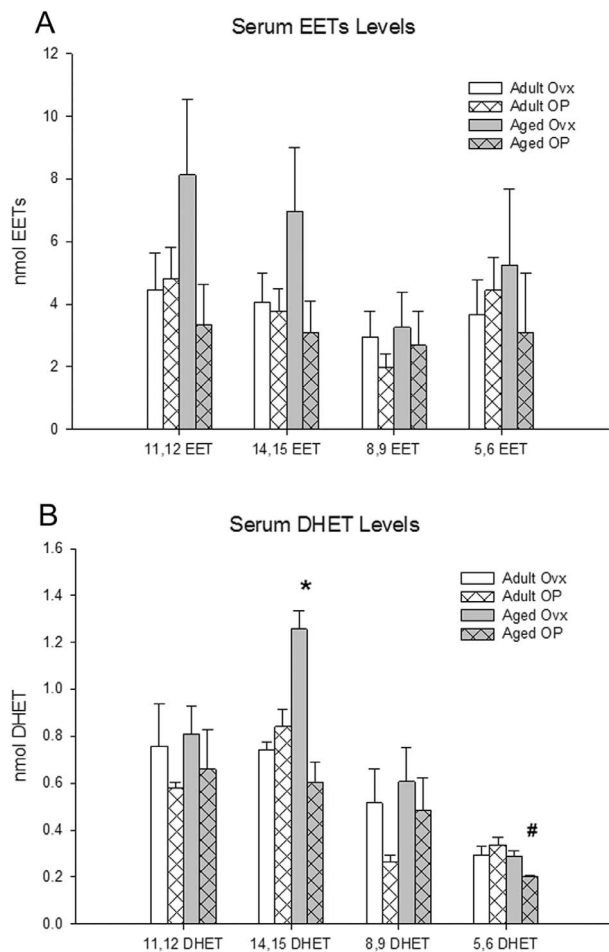 A
Serum EETs Levels
12
10
8
6
4
2
0
nmol EETs
Adult Ovx
Adult OP
Aged Ovx
Aged OP
11,12 EET 14,15 EET 8,9 EET 5,6 EET
B
Serum DHET Levels
1.6
1.4
1.2
1.0
0.8
0.6
0.4
0.2
0.0
nmol DHET
Adult Ovx
Adult OP
Aged Ovx
Aged OP
*
#
11,12 DHET 14,15 DHET 8,9 DHET 5,6 DHET